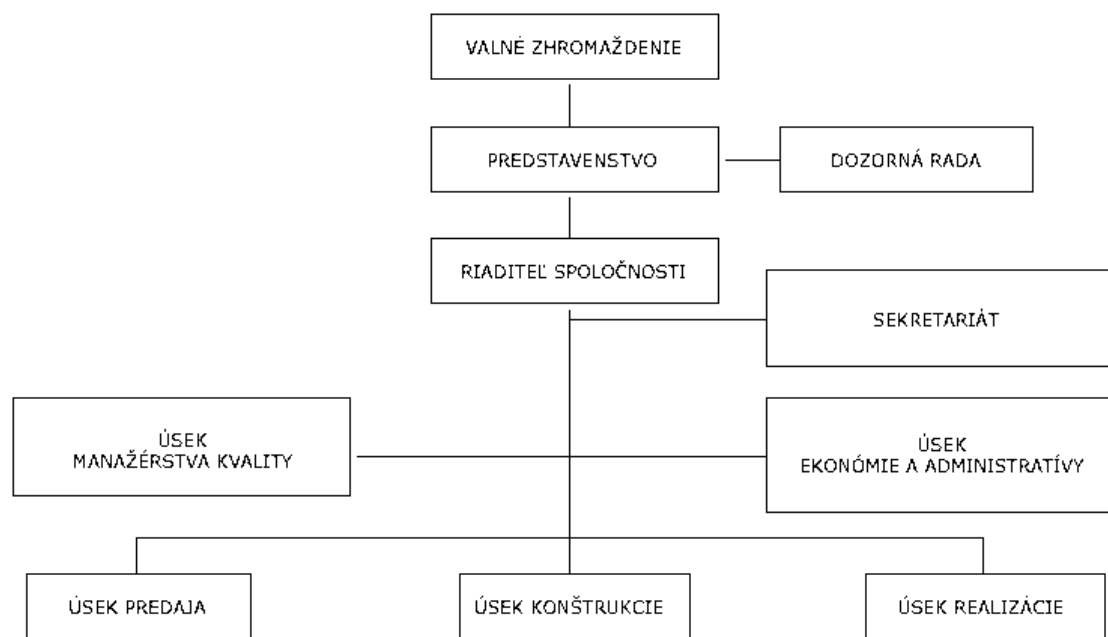 VALNÉ ZHROMAŽDENIE
PREDSTAVENSTVO
DOZORNÁ RADA
RIADITEĽ SPOLOČNOSTI
SEKRETARIÁT
ÚSEK
MANAŽÉRSTVA KVALITY
ÚSEK
EKONÓMIE A ADMINISTRATÍVY
ÚSEK PREDAJA
ÚSEK KONŠTRUKCIE
ÚSEK REALIZÁCIE